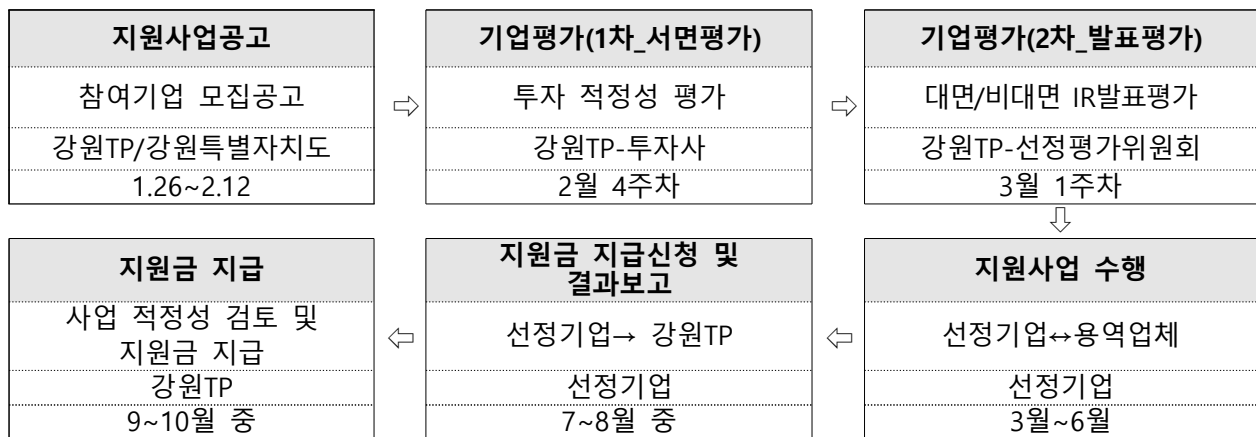 지원사업공고
참여기업 모집공고
강원TP/강원특별자치도
1.26~2.12
⇨
기업평가(1차_서면평가)
투자 적정성 평가
강원TP-투자사
2월 4주차
⇨
기업평가(2차_발표평가)
대면/비대면 IR발표평가
강원TP-선정평가위원회
3월 1주차
⇩
지원사업 수행
선정기업↔용역업체
선정기업
3월~6월
⇦
지원금 지급신청 및
결과보고
선정기업→ 강원TP
선정기업
7~8월 중
⇦
지원금 지급
사업 적정성 검토 및
지원금 지급
강원TP
9~10월 중